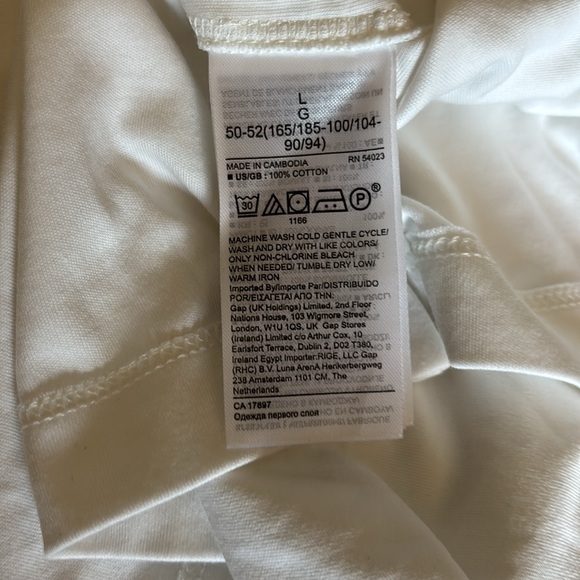 L
G
50-52(165/185-100/104-
90/94)
MADE IN CAMBODIA RN 54023
■ US/GB : 100% COTTON
30 P ®
1166
MACHINE WASH COLD GENTLE CYCLE/
WASH AND DRY WITH LIKE COLORS/
ONLY NON-CHLORINE BLEACH
WHEN NEEDED/ TUMBLE DRY LOW/
WARM IRON
Imported By/Importe Par/DISTRIBUIDO
POR/ΕΙΣΑΓΕΤΑΙ ΑΠΟ ΤΗΝ:
Gap (UK Holdings) Limited, 2nd Floor
Nations House, 103 Wigmore Street,
London, W1U 1QS, UK Gap Stores
(Ireland) Limited c/o Arthur Cox, 10
Earlsfort Terrace, Dublin 2, D02 T380,
Ireland Egypt Importer:RIGE, LLC Gap
(RHC) B.V. Luna ArenA Herikerbergweg
238 Amsterdam 1101 CM, The
Netherlands
CA 17897
Одежда первого слоя